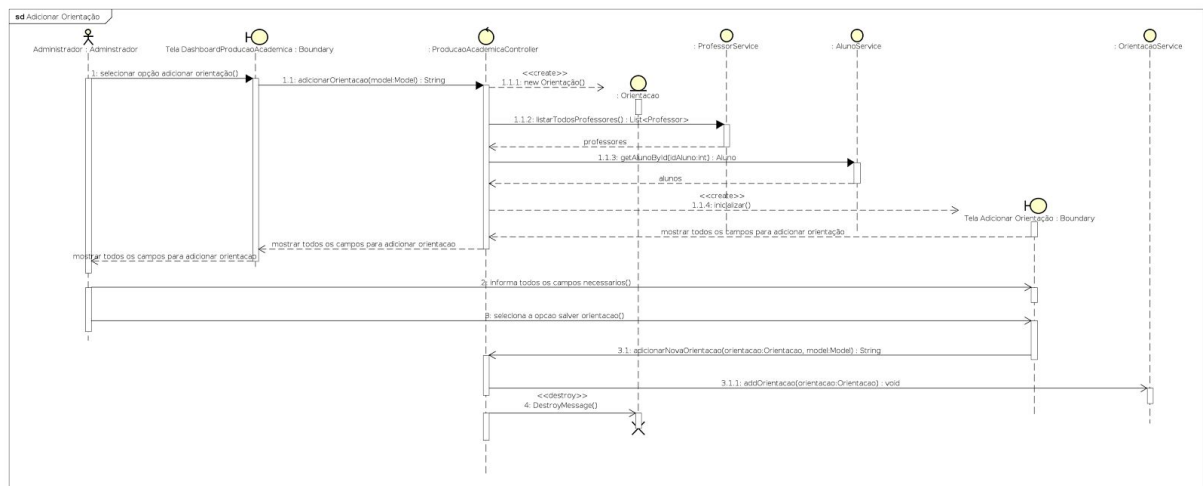 sd Adicionar Orientação
Administrador : Adminstrador
Tela DashboardProducaoAcademica : Boundary
: ProducaoAcademicaController
: ProfessorService
: AlunoService
: OrientacaoService
1: selecionar opção adicionar orientação()
1.1: adicionarOrientacao(model:Model) : String
<<create>>
1.1.1: new Orientação()
: Orientacao
1.1.2: listarTodosProfessores() : List<Professor>
professores
1.1.3: getAlunoById(idAluno:int) : Aluno
alunos
<<create>>
1.1.4: inicializar()
Tela Adicionar Orientação : Boundary
mostrar todos os campos para adicionar orientação
mostrar todos os campos para adicionar orientacao
mostrar todos os campos para adicionar orientacao
2: informa todos os campos necessarios()
3: seleciona a opcao salver orientacao()
3.1: adicionarNovaOrientacao(orientacao:Orientacao, model:Model) : String
3.1.1: addOrientacao(orientacao:Orientacao) : void
<<destroy>>
4: DestroyMessage()